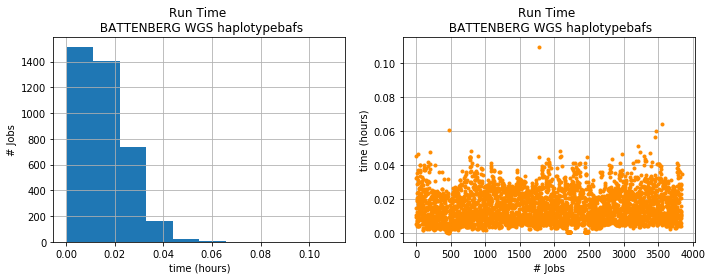 Run Time
BATTENBERG WGS haplotypebafs
# Jobs
1400
1200
1000
800
600
400
200
0
0.00 0.02 0.04 0.06 0.08 0.10
time (hours)
Run Time
BATTENBERG WGS haplotypebafs
time (hours)
0.10
0.08
0.06
0.04
0.02
0.00
0 500 1000 1500 2000 2500 3000 3500 4000
# Jobs